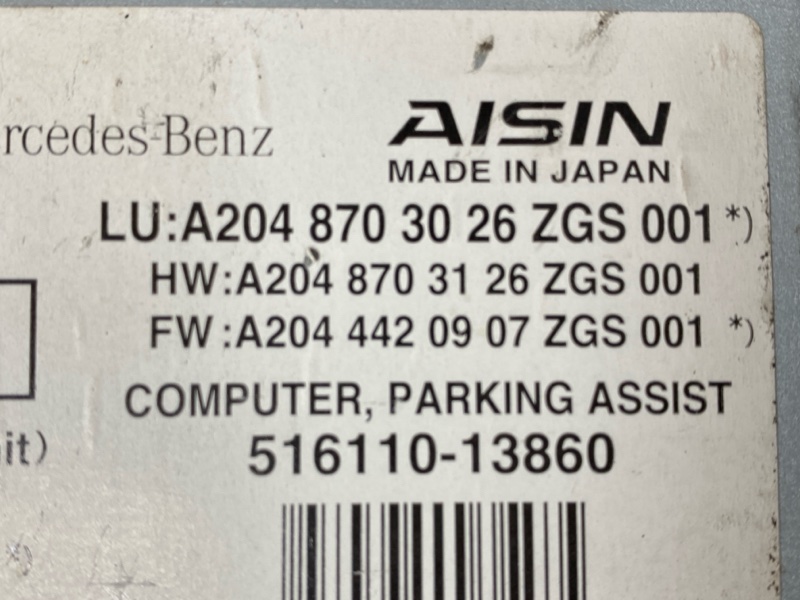 rcedes-Benz
AISIN
MADE IN JAPAN
LU:A204 870 30 26 ZGS 001 *)
HW:A204 870 31 26 ZGS 001
FW:A204 442 09 07 ZGS 001 *)
COMPUTER, PARKING ASSIST
516110-13860
it)
*)